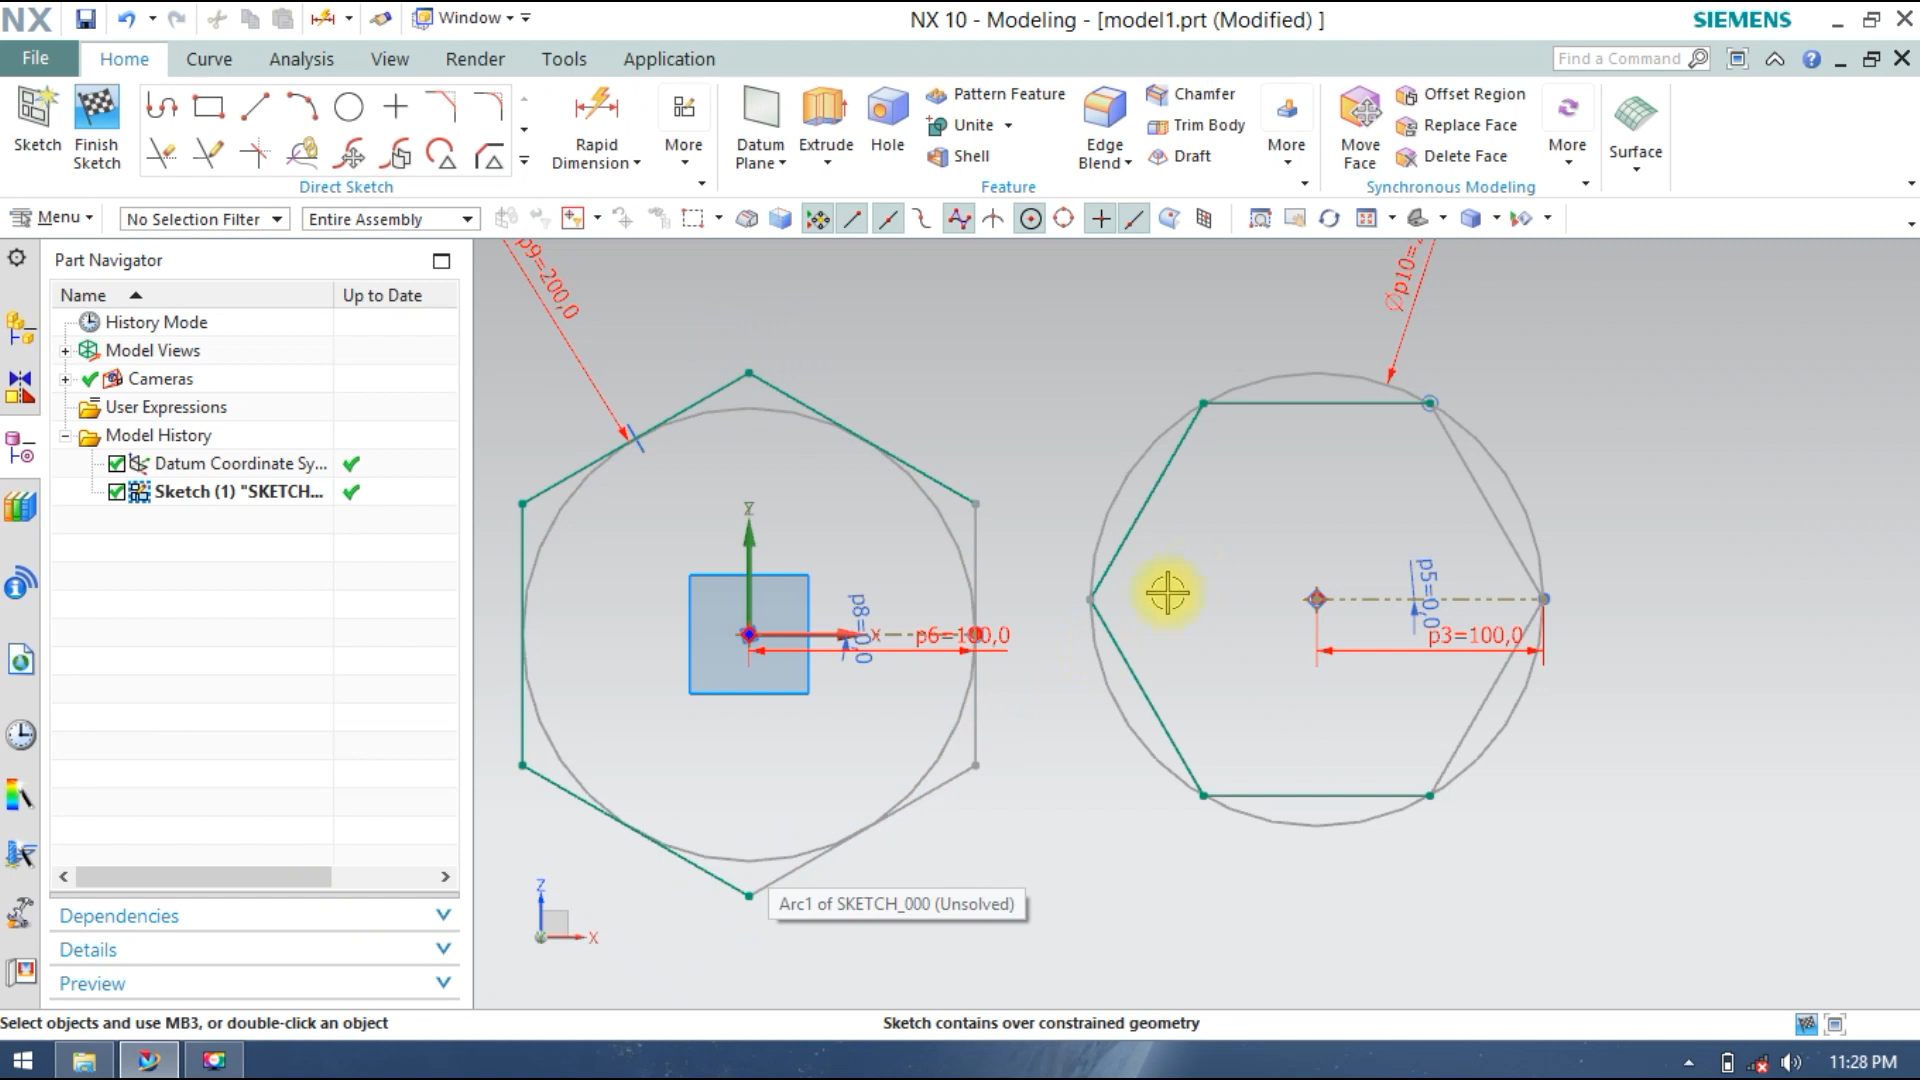 NX
Window
NX 10 - Modeling - [model1.prt (Modified) ]
SIEMENS
File
Home
Curve
Analysis
View
Render
Tools
Application
Find a Command
Sketch
Finish
Sketch
Direct Sketch
Rapid
Dimension
More
Datum
Plane
Extrude
Hole
Pattern Feature
Unite
Shell
Edge
Blend
Chamfer
Trim Body
Draft
More
Feature
Move
Face
Offset Region
Replace Face
Delete Face
More
Synchronous Modeling
Surface
Menu
No Selection Filter
Entire Assembly
Part Navigator
Name
Up to Date
History Mode
Model Views
Cameras
User Expressions
Model History
Datum Coordinate Sy...
Sketch (1) "SKETCH...
Dependencies
Details
Preview
p9=200,0
Z
X
p8=0,0
p6=100,0
p5=0,0
p3=100,0
Z
X
Arc1 of SKETCH_000 (Unsolved)
Select objects and use MB3, or double-click an object
Sketch contains over constrained geometry
11:28 PM